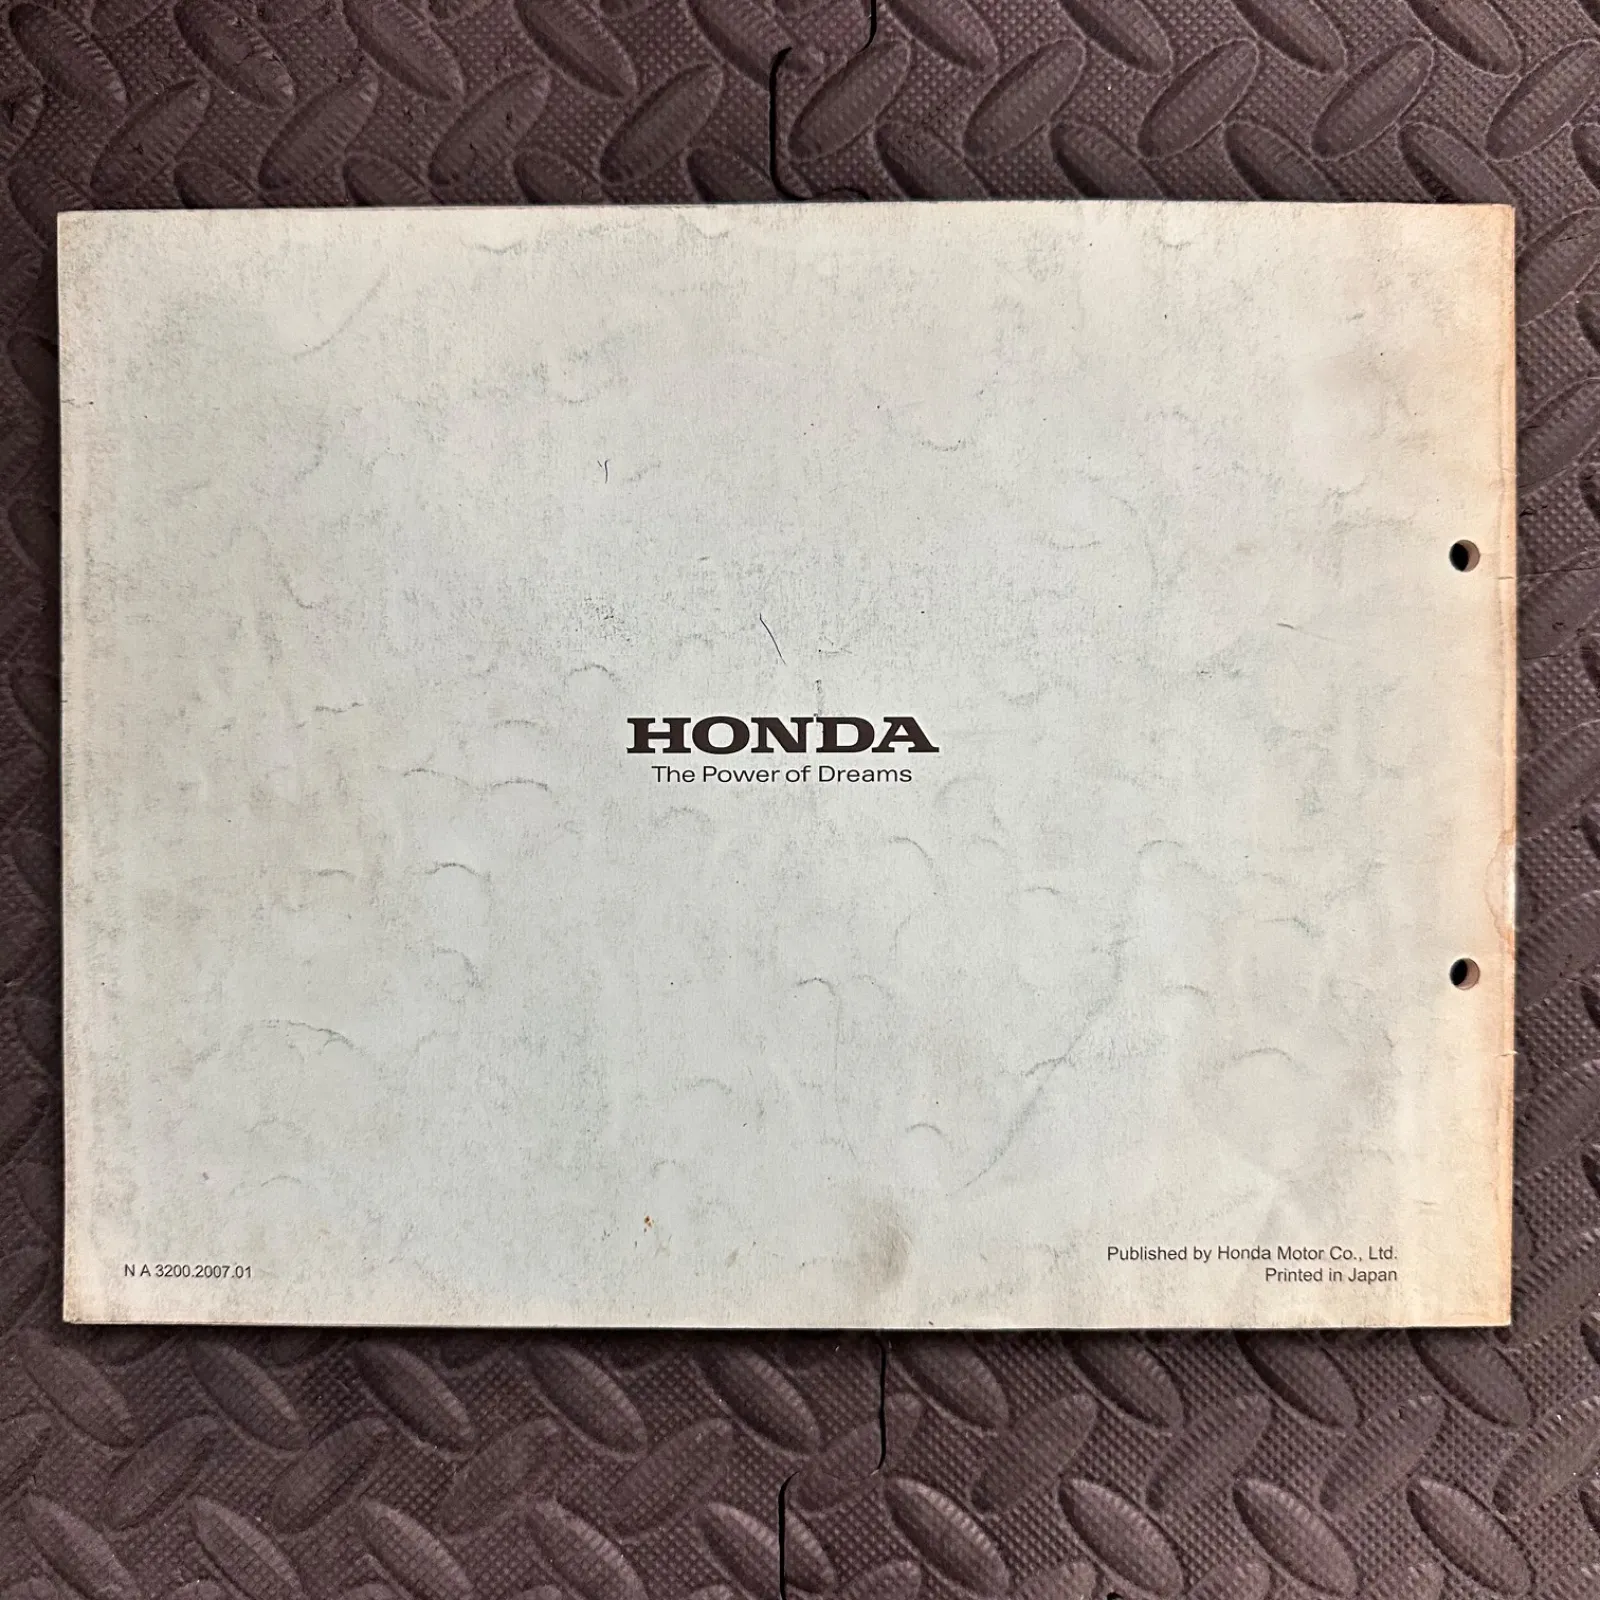 HONDA
The Power of Dreams
N A 3200.2007.01
Published by Honda Motor Co., Ltd.
Printed in Japan